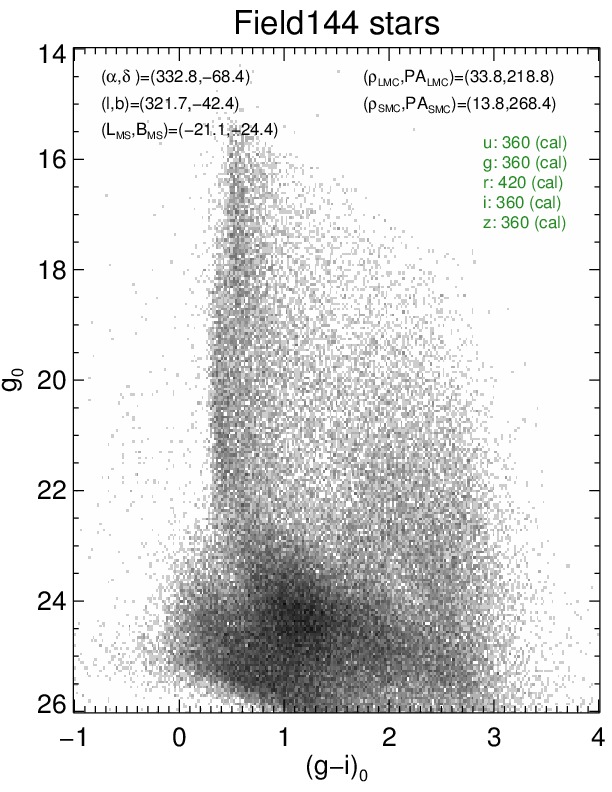 Field144 stars
(α,δ )=(332.8,−68.4)
(ρLMC,PALMC)=(33.8,218.8)
(l,b)=(321.7,−42.4)
(ρSMC,PASMC)=(13.8,268.4)
(LMS,BMS)=(−21.1,−24.4)
u: 360 (cal)
g: 360 (cal)
r: 420 (cal)
i: 360 (cal)
z: 360 (cal)
14
16
18
20
22
24
26
g0
−1 0 1 2 3 4
(g−i)0